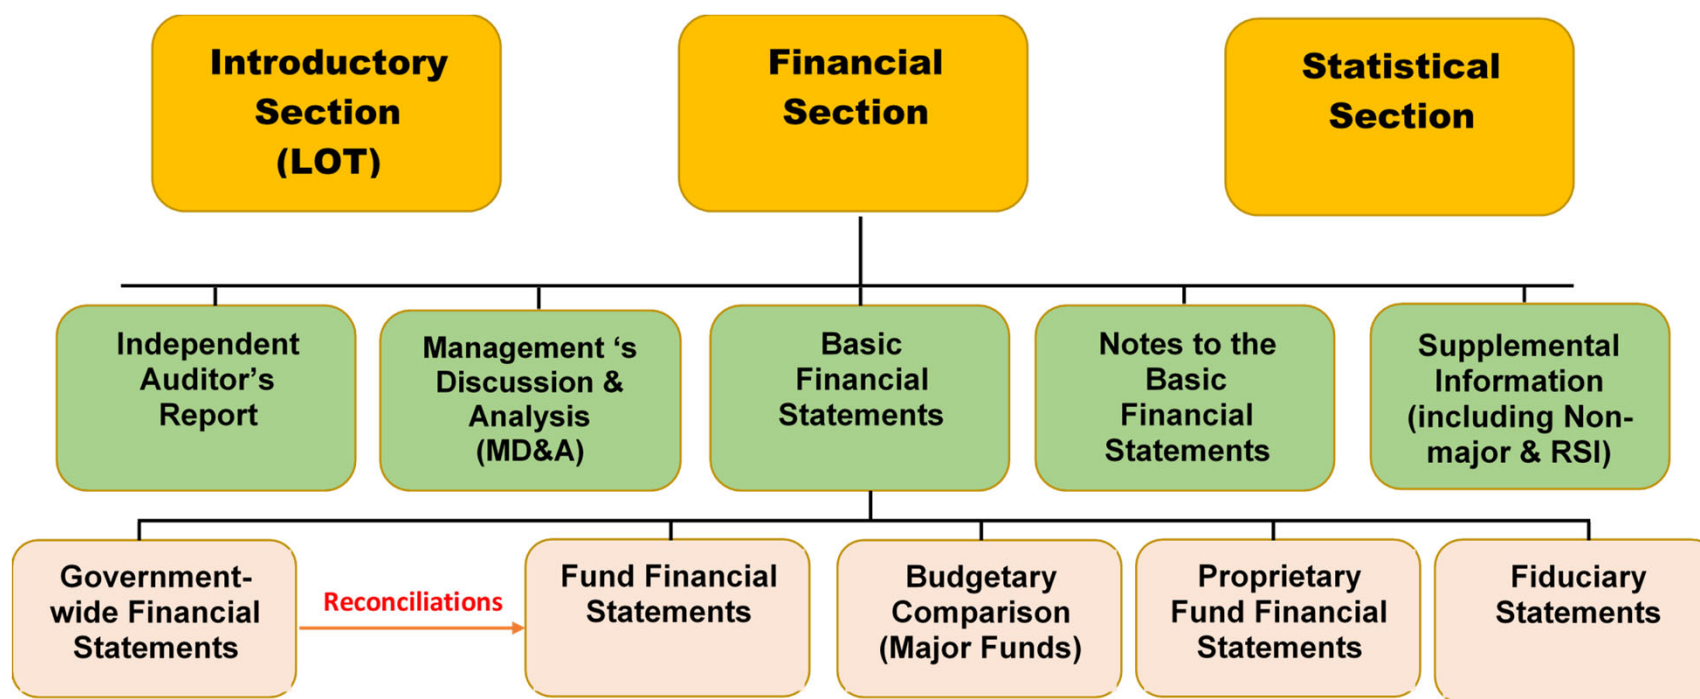 Introductory
Section
(LOT)
Financial
Section
Statistical
Section
Independent
Auditor’s
Report
Management ‘s
Discussion &
Analysis
(MD&A)
Basic
Financial
Statements
Notes to the
Basic
Financial
Statements
Supplemental
Information
(including Non-
major & RSI)
Government-
wide Financial
Statements
Reconciliations
Fund Financial
Statements
Budgetary
Comparison
(Major Funds)
Proprietary
Fund Financial
Statements
Fiduciary
Statements